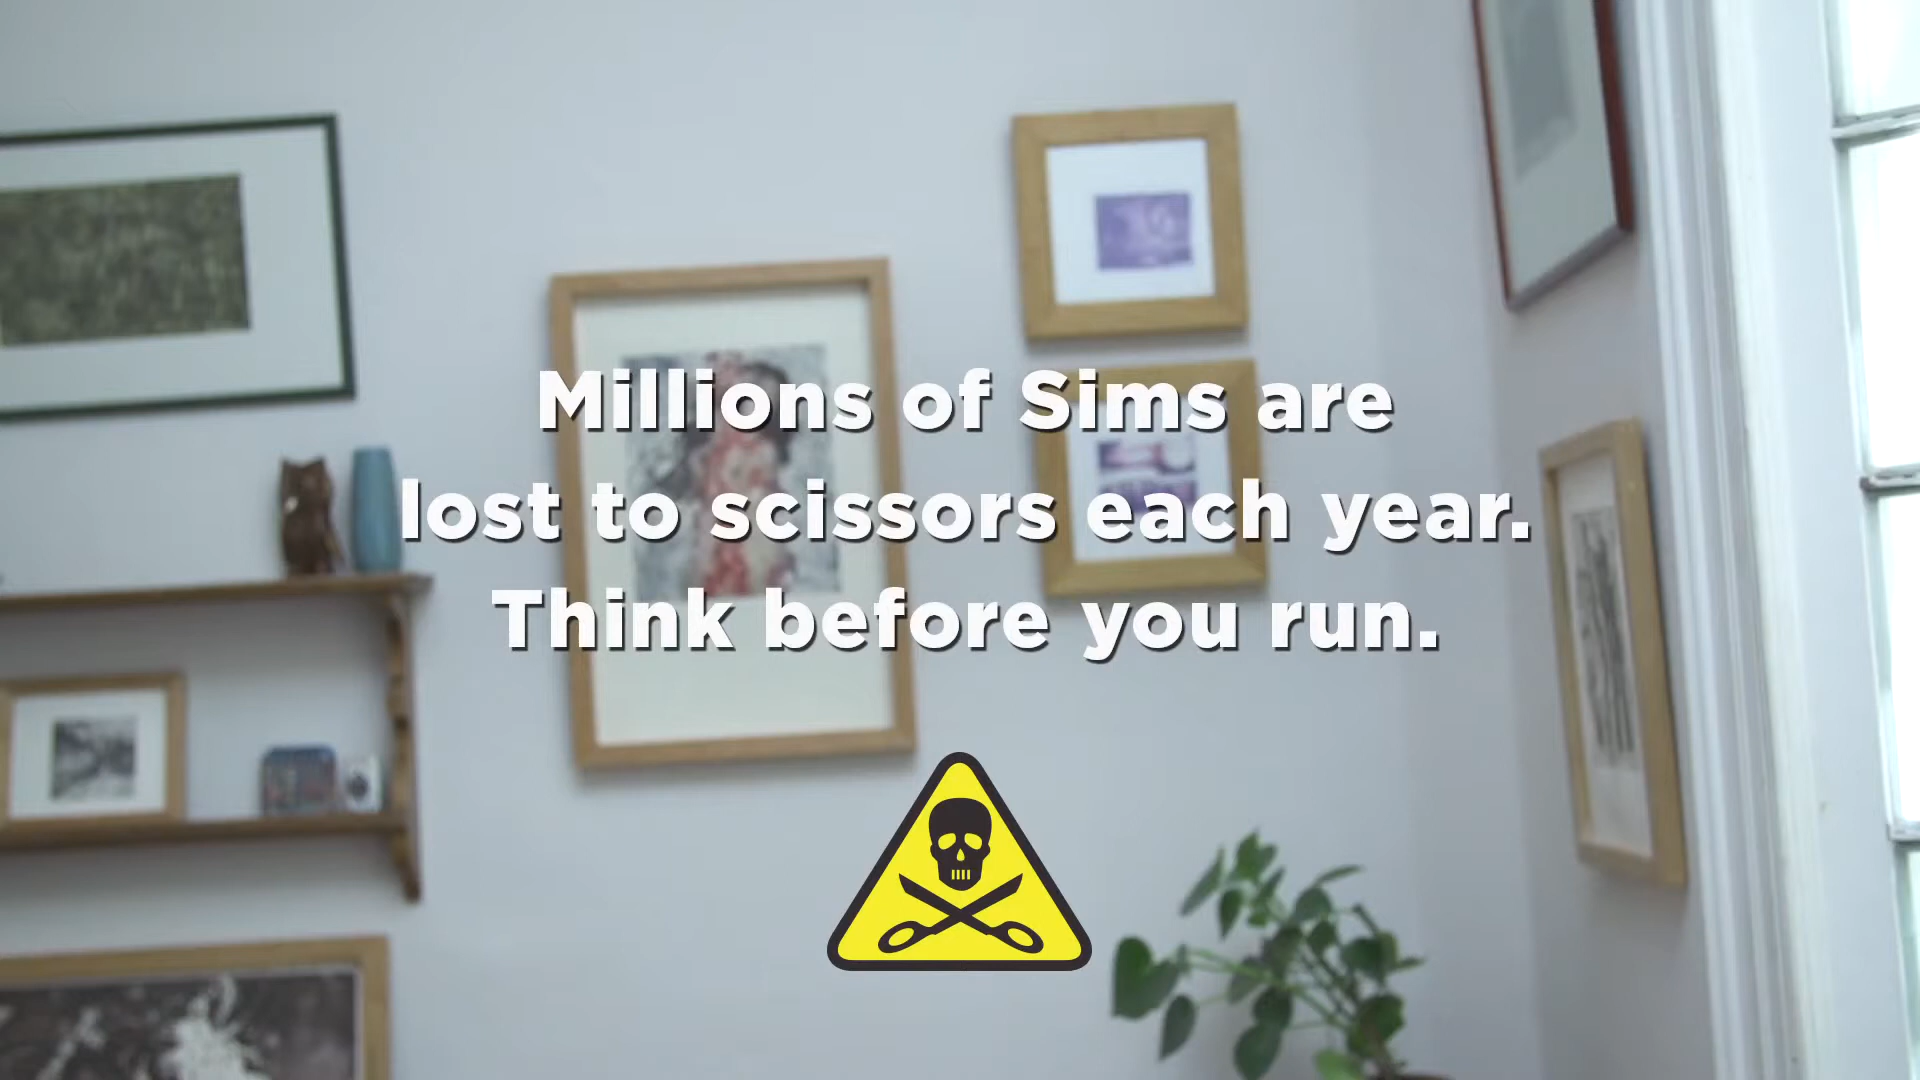 Millions of Sims are
lost to scissors each year.
Think before you run.